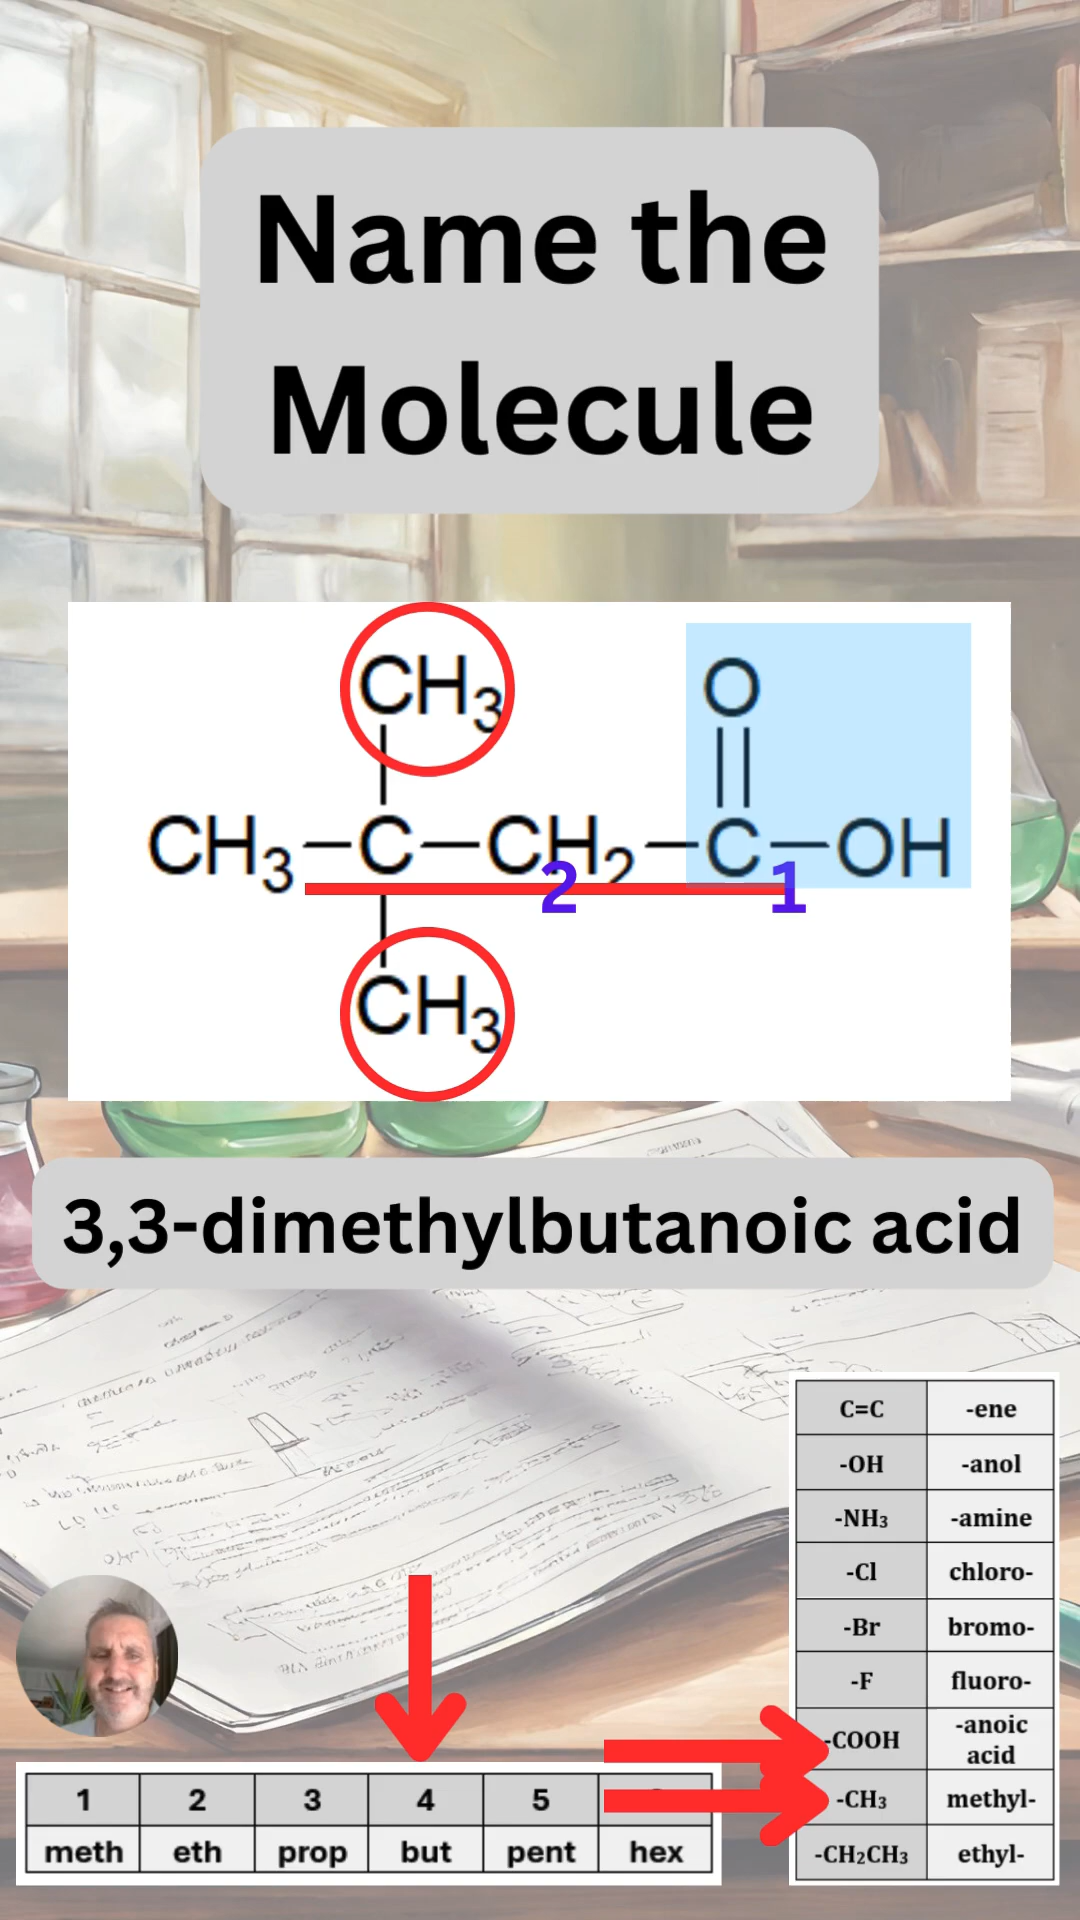 Name the
Molecule
CH3
O
CH3-C-CH2-C-OH
2 1
CH3
3,3-dimethylbutanoic acid
C=C -ene
-OH -anol
-NH3 -amine
-Cl chloro-
-Br bromo-
-F fluoro-
-COOH -anoic
acid
-CH3 methyl-
-CH2CH3 ethyl-
1 2 3 4 5
meth eth prop but pent hex